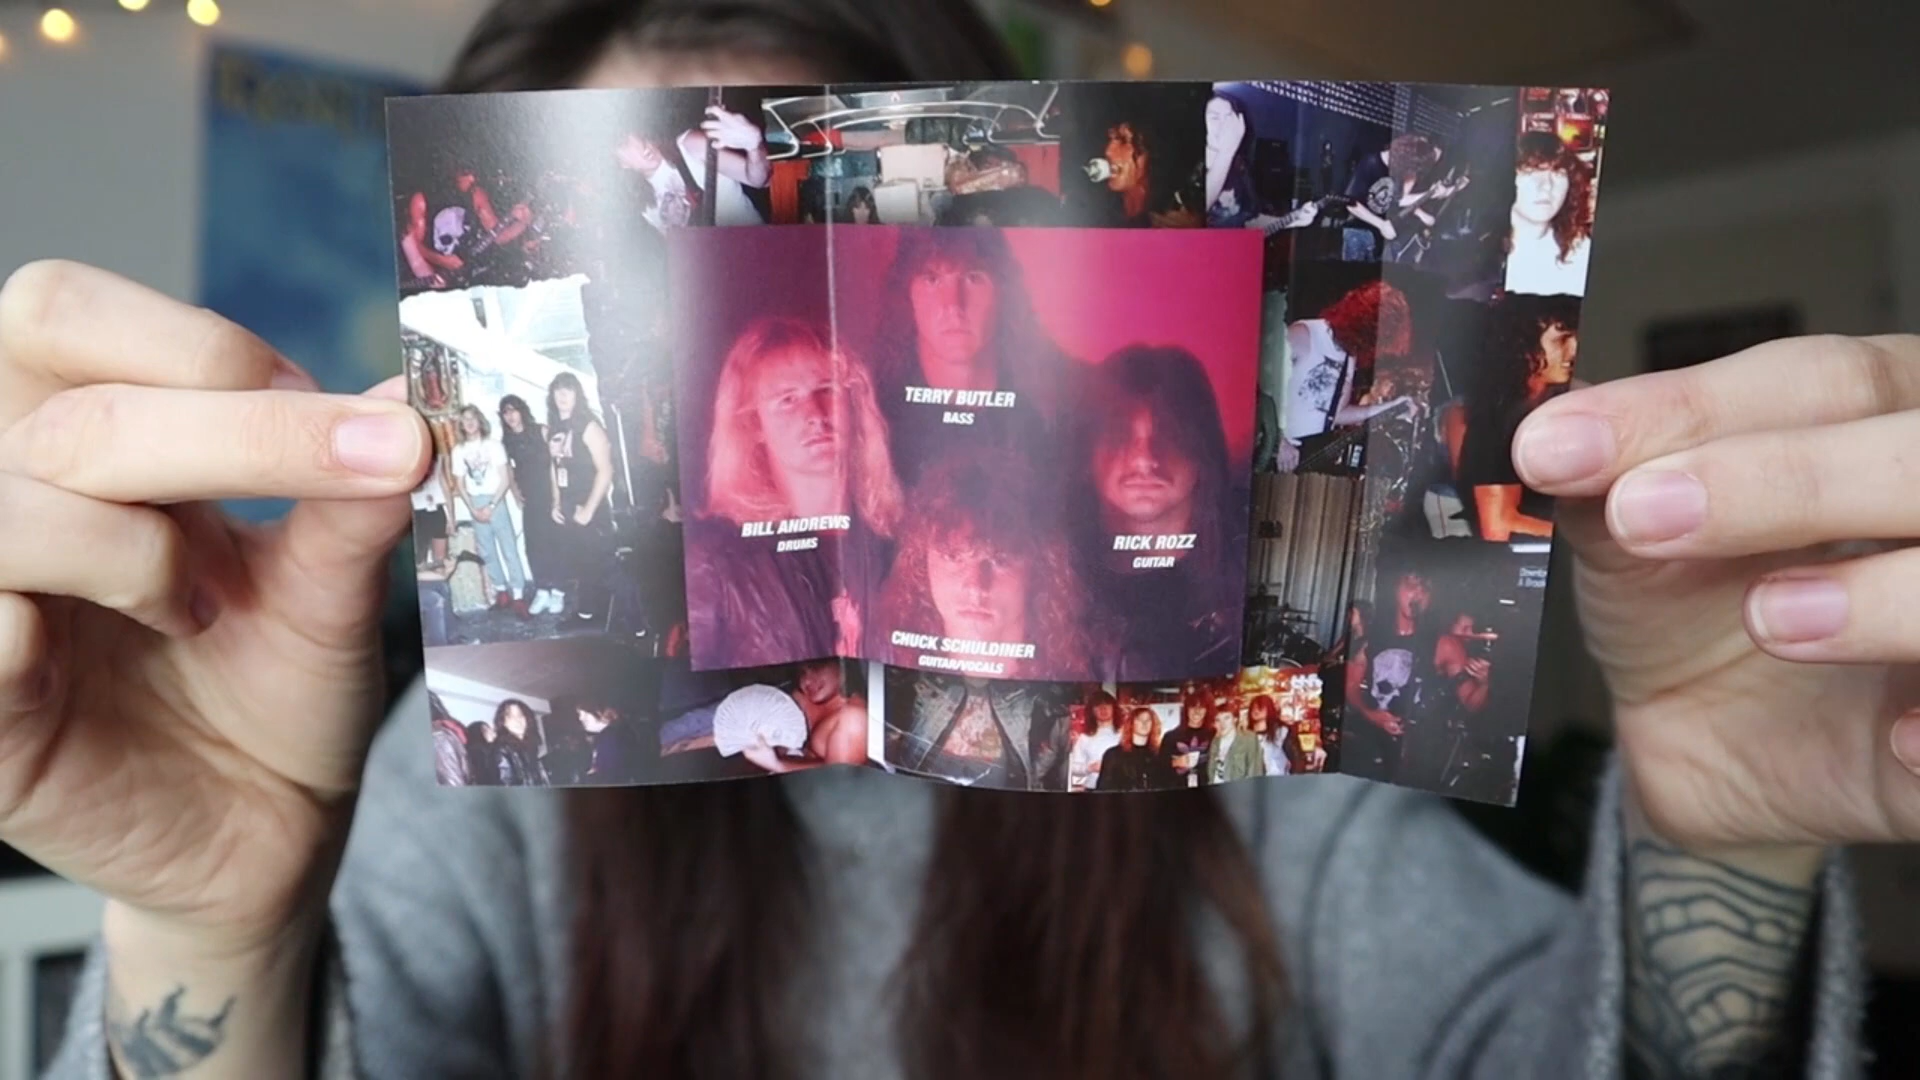 TERRY BUTLER
BASS
BILL ANDREWS
DRUMS
RICK ROZZ
GUITAR
CHUCK SCHULDINER
GUITAR/VOCALS